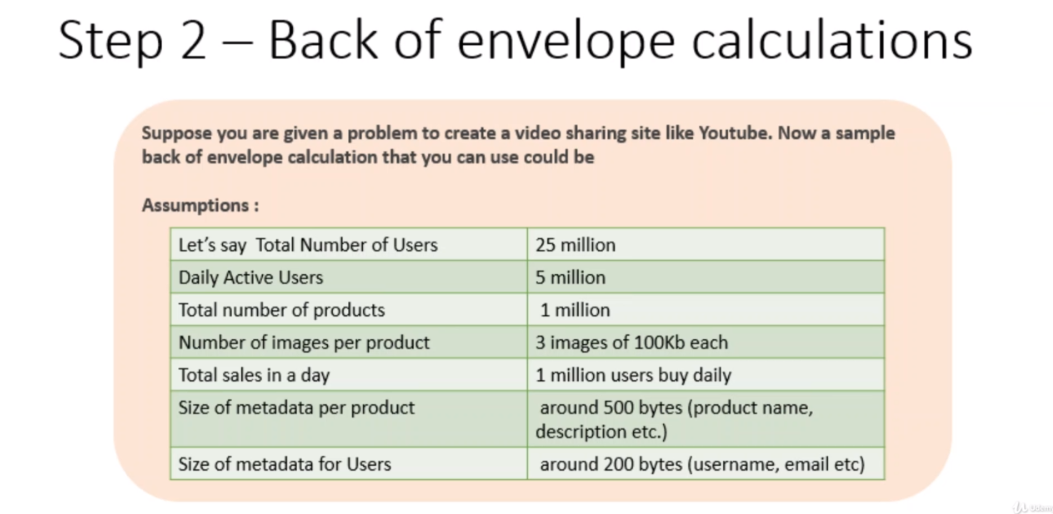 Step 2 – Back of envelope calculations
Suppose you are given a problem to create a video sharing site like Youtube. Now a sample
back of envelope calculation that you can use could be
Assumptions :
Let's say Total Number of Users 25 million
Daily Active Users 5 million
Total number of products 1 million
Number of images per product 3 images of 100Kb each
Total sales in a day 1 million users buy daily
Size of metadata per product around 500 bytes (product name,
description etc.)
Size of metadata for Users around 200 bytes (username, email etc)